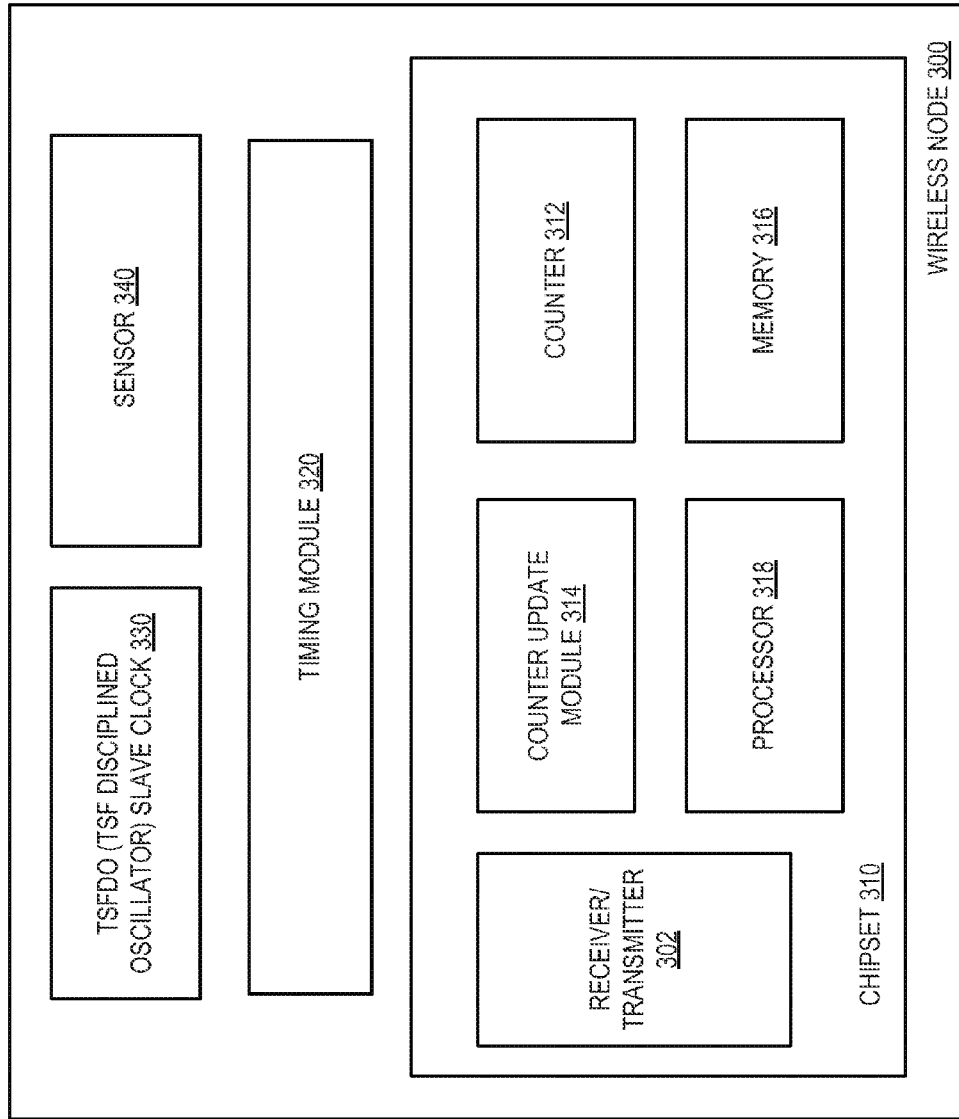 TSFDO (TSF DISCIPLINED
OSCILLATOR) SLAVE CLOCK 330
SENSOR 340
TIMING MODULE 320
RECEIVER/
TRANSMITTER
302
COUNTER UPDATE
MODULE 314
COUNTER 312
PROCESSOR 318
MEMORY 316
CHIPSET 310
WIRELESS NODE 300